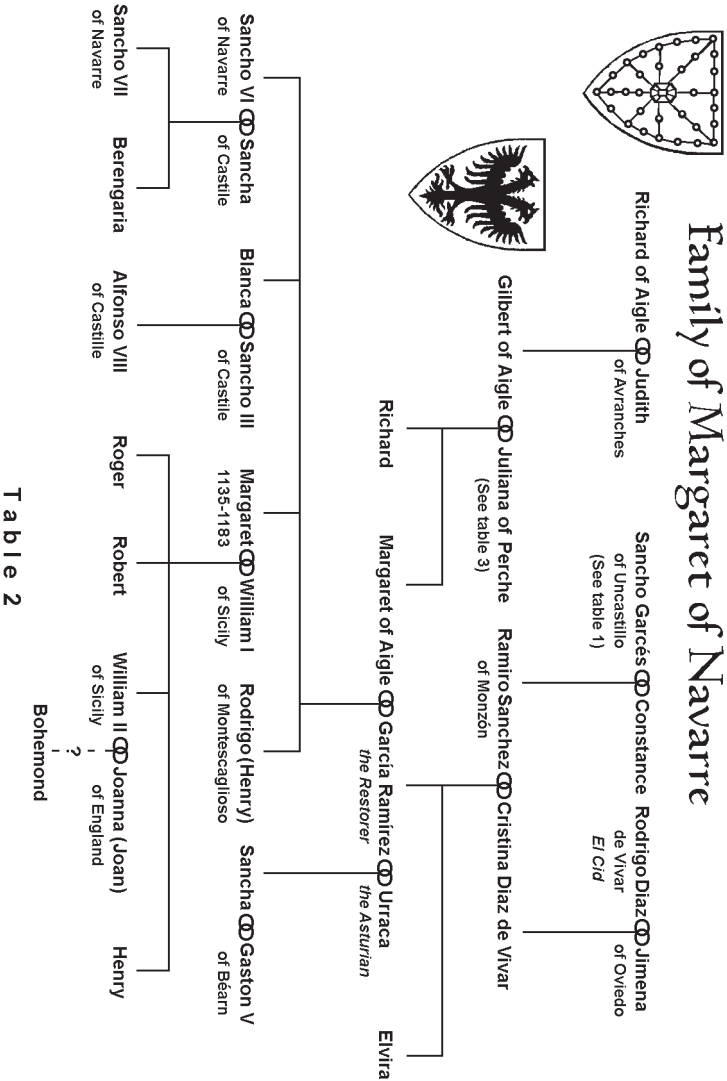 Family of Margaret of Navarre
Richard of Aigle Judith
of Avranches
Sancho Garcés Constance
of Uncastillo
(See table 1)
Rodrigo Diaz Jimena
de Vivar of Oviedo
El Cid
Gilbert of Aigle Juliana of Perche
(See table 3)
Ramiro Sanchez Cristina Diaz de Vivar
of Monzón
Richard
Margaret of Aigle García Ramírez Urraca
the Restorer the Asturian
Elvira
Sancho VI Sancha
of Navarre of Castile
Blanca Sancho III
of Castile
Margaret William I
1135-1183 of Sicily
Rodrigo (Henry)
of Montescaglioso
Sancha Gaston V
of Béarn
Sancho VII
of Navarre
Berengaria
Alfonso VIII
of Castille
Roger
Robert
William II Joanna (Joan)
of Sicily of England
Henry
?
Bohemond
Table 2